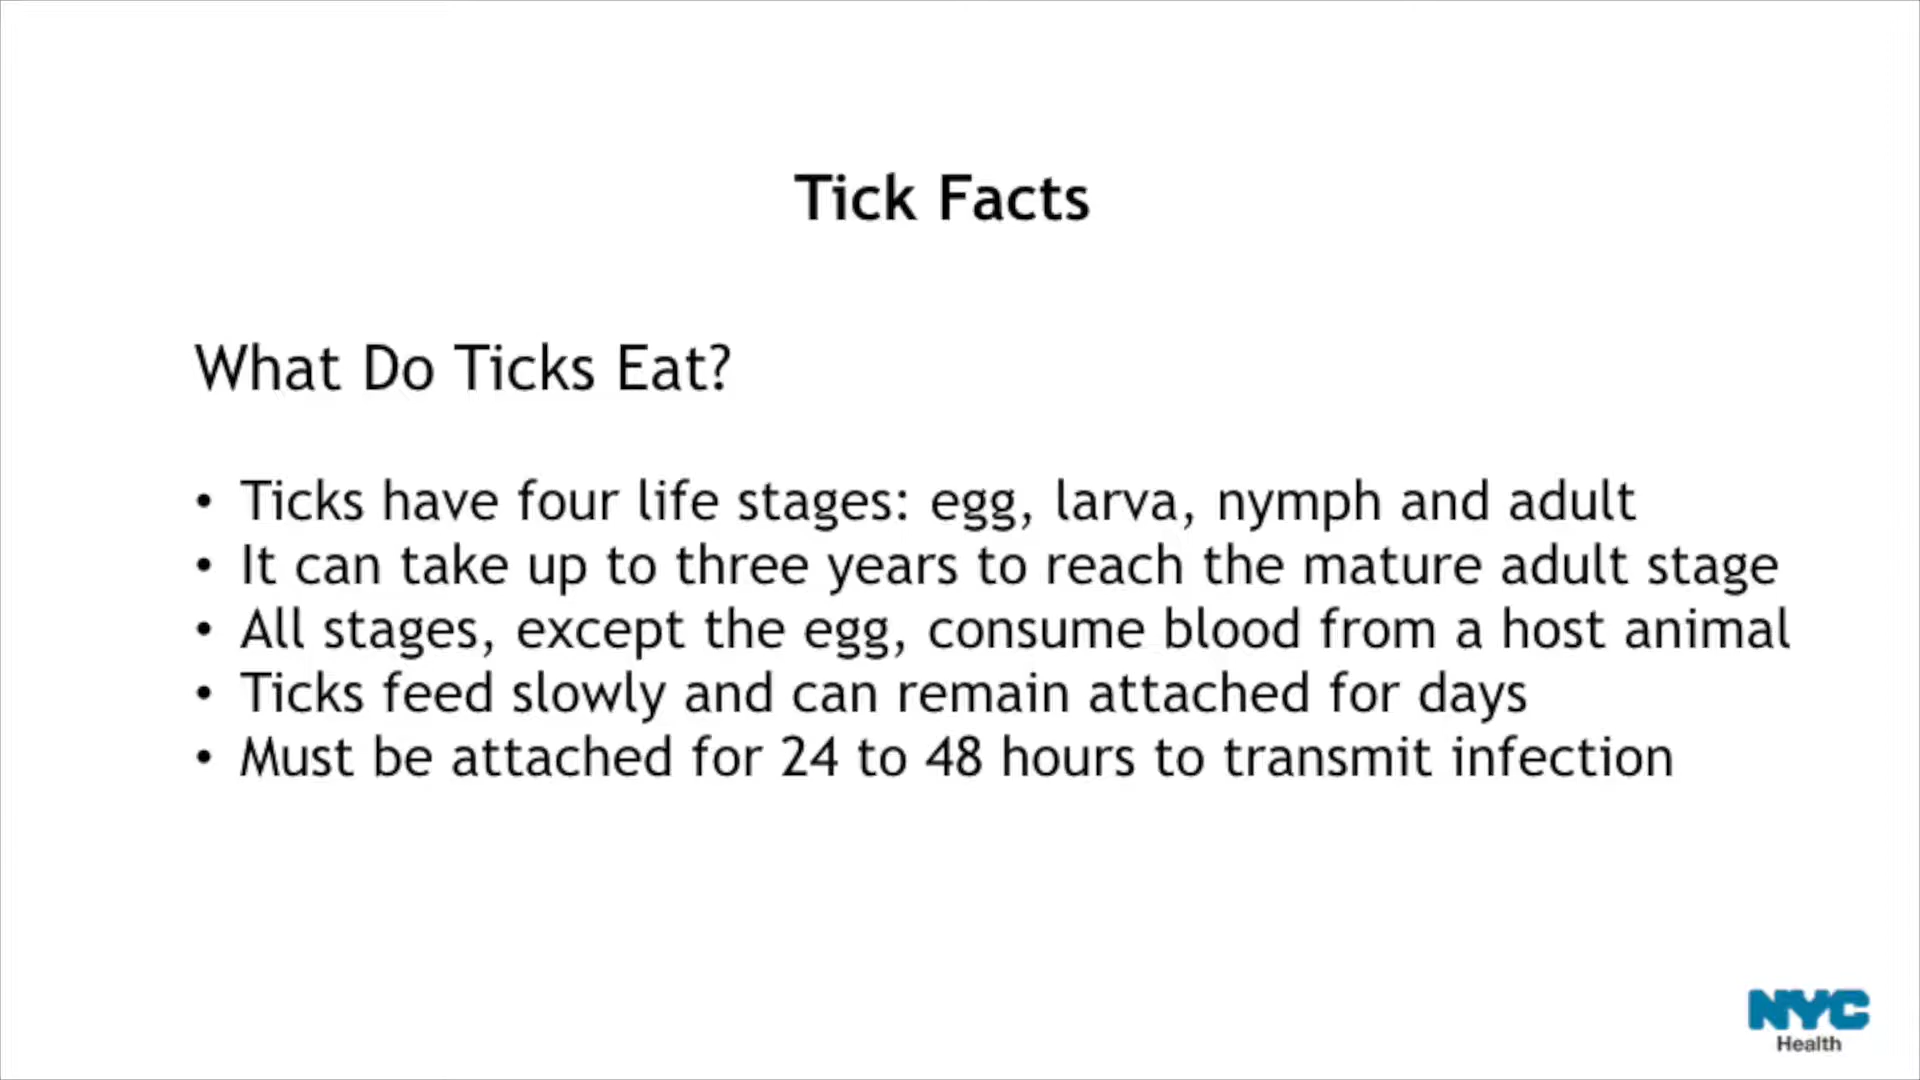 Tick Facts
What Do Ticks Eat?
• Ticks have four life stages: egg, larva, nymph and adult
• It can take up to three years to reach the mature adult stage
• All stages, except the egg, consume blood from a host animal
• Ticks feed slowly and can remain attached for days
• Must be attached for 24 to 48 hours to transmit infection
NYC
Health